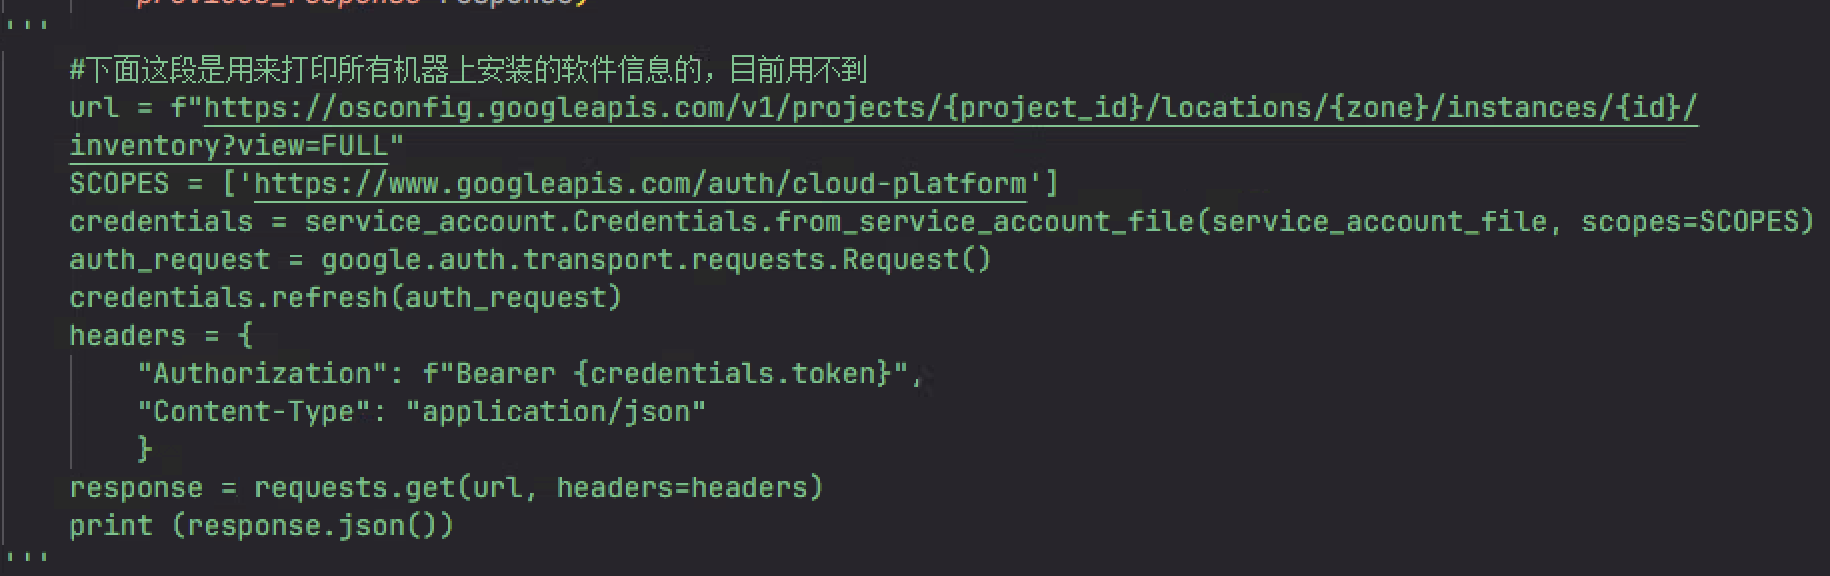 '''
#下面这段是用来打印所有机器上安装的软件信息的，目前用不到
url = f"https://osconfig.googleapis.com/v1/projects/{project_id}/locations/{zone}/instances/{id}/
inventory?view=FULL"
SCOPES = ['https://www.googleapis.com/auth/cloud-platform']
credentials = service_account.Credentials.from_service_account_file(service_account_file, scopes=SCOPES)
auth_request = google.auth.transport.requests.Request()
credentials.refresh(auth_request)
headers = {
"Authorization": f"Bearer {credentials.token}",
"Content-Type": "application/json"
}
response = requests.get(url, headers=headers)
print (response.json())
'''